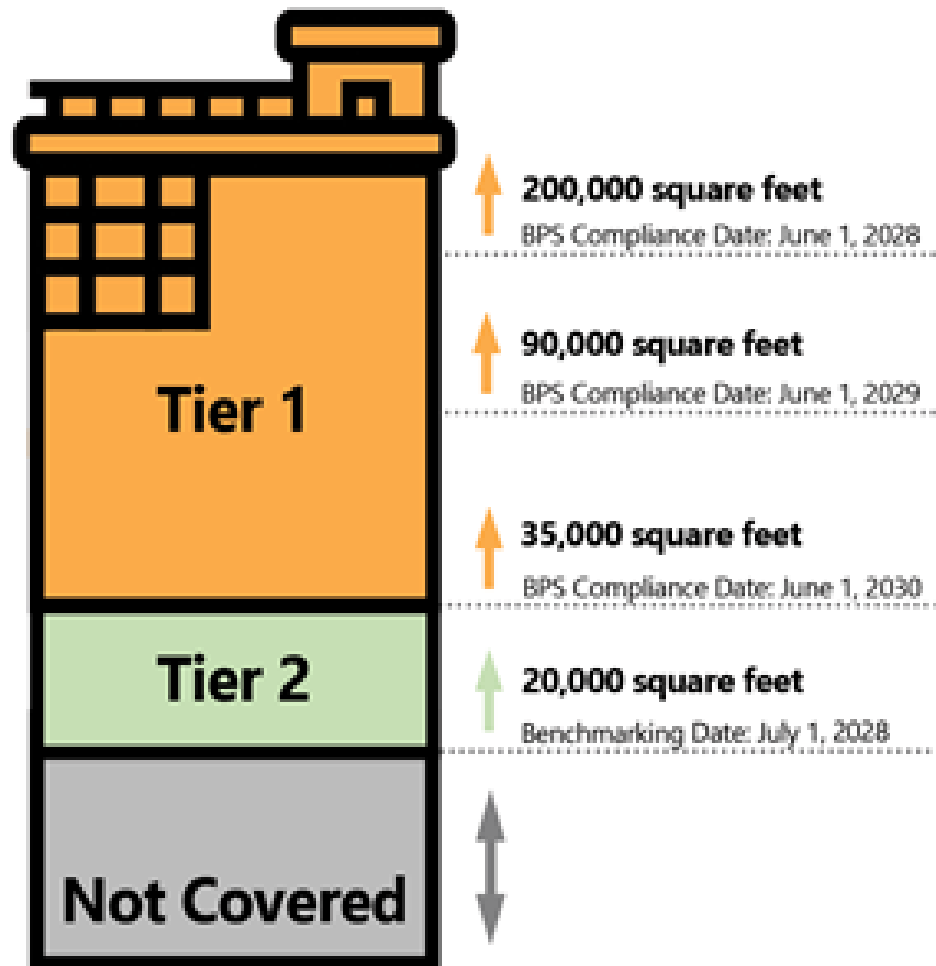 200,000 square feet
BPS Compliance Date: June 1, 2028
90,000 square feet
BPS Compliance Date: June 1, 2029
Tier 1
35,000 square feet
BPS Compliance Date: June 1, 2030
Tier 2
20,000 square feet
Benchmarking Date: July 1, 2028
Not Covered